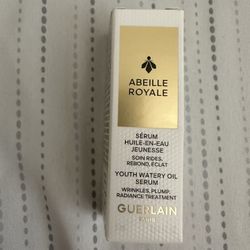 ABEILLE
ROYALE
SÉRUM
HUILE-EN-EAU
JEUNESSE
SOIN RIDES,
REBOND, ÉCLAT
YOUTH WATERY OIL
SERUM
WRINKLES, PLUMP,
RADIANCE TREATMENT
GUERLAIN
PARIS